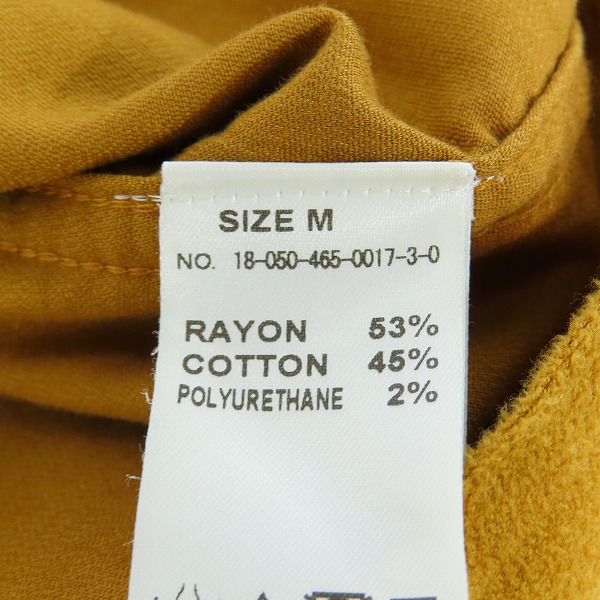 SIZE M
NO. 18-050-465-0017-3-0
RAYON 53%
COTTON 45%
POLYURETHANE 2%